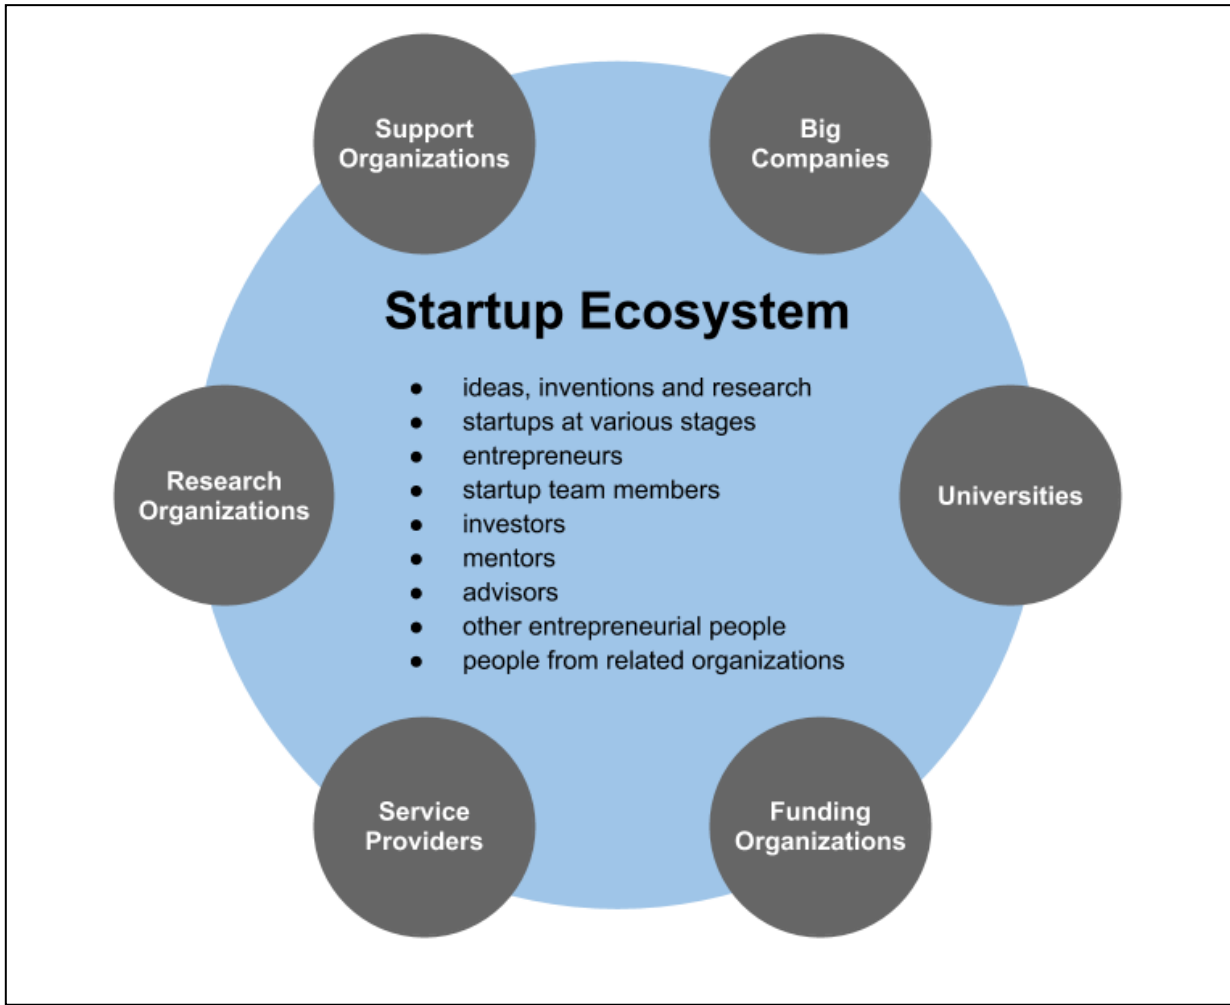 Support
Organizations
Big
Companies
Startup Ecosystem
● ideas, inventions and research
● startups at various stages
● entrepreneurs
● startup team members
● investors
● mentors
● advisors
● other entrepreneurial people
● people from related organizations
Research
Organizations
Universities
Service
Providers
Funding
Organizations